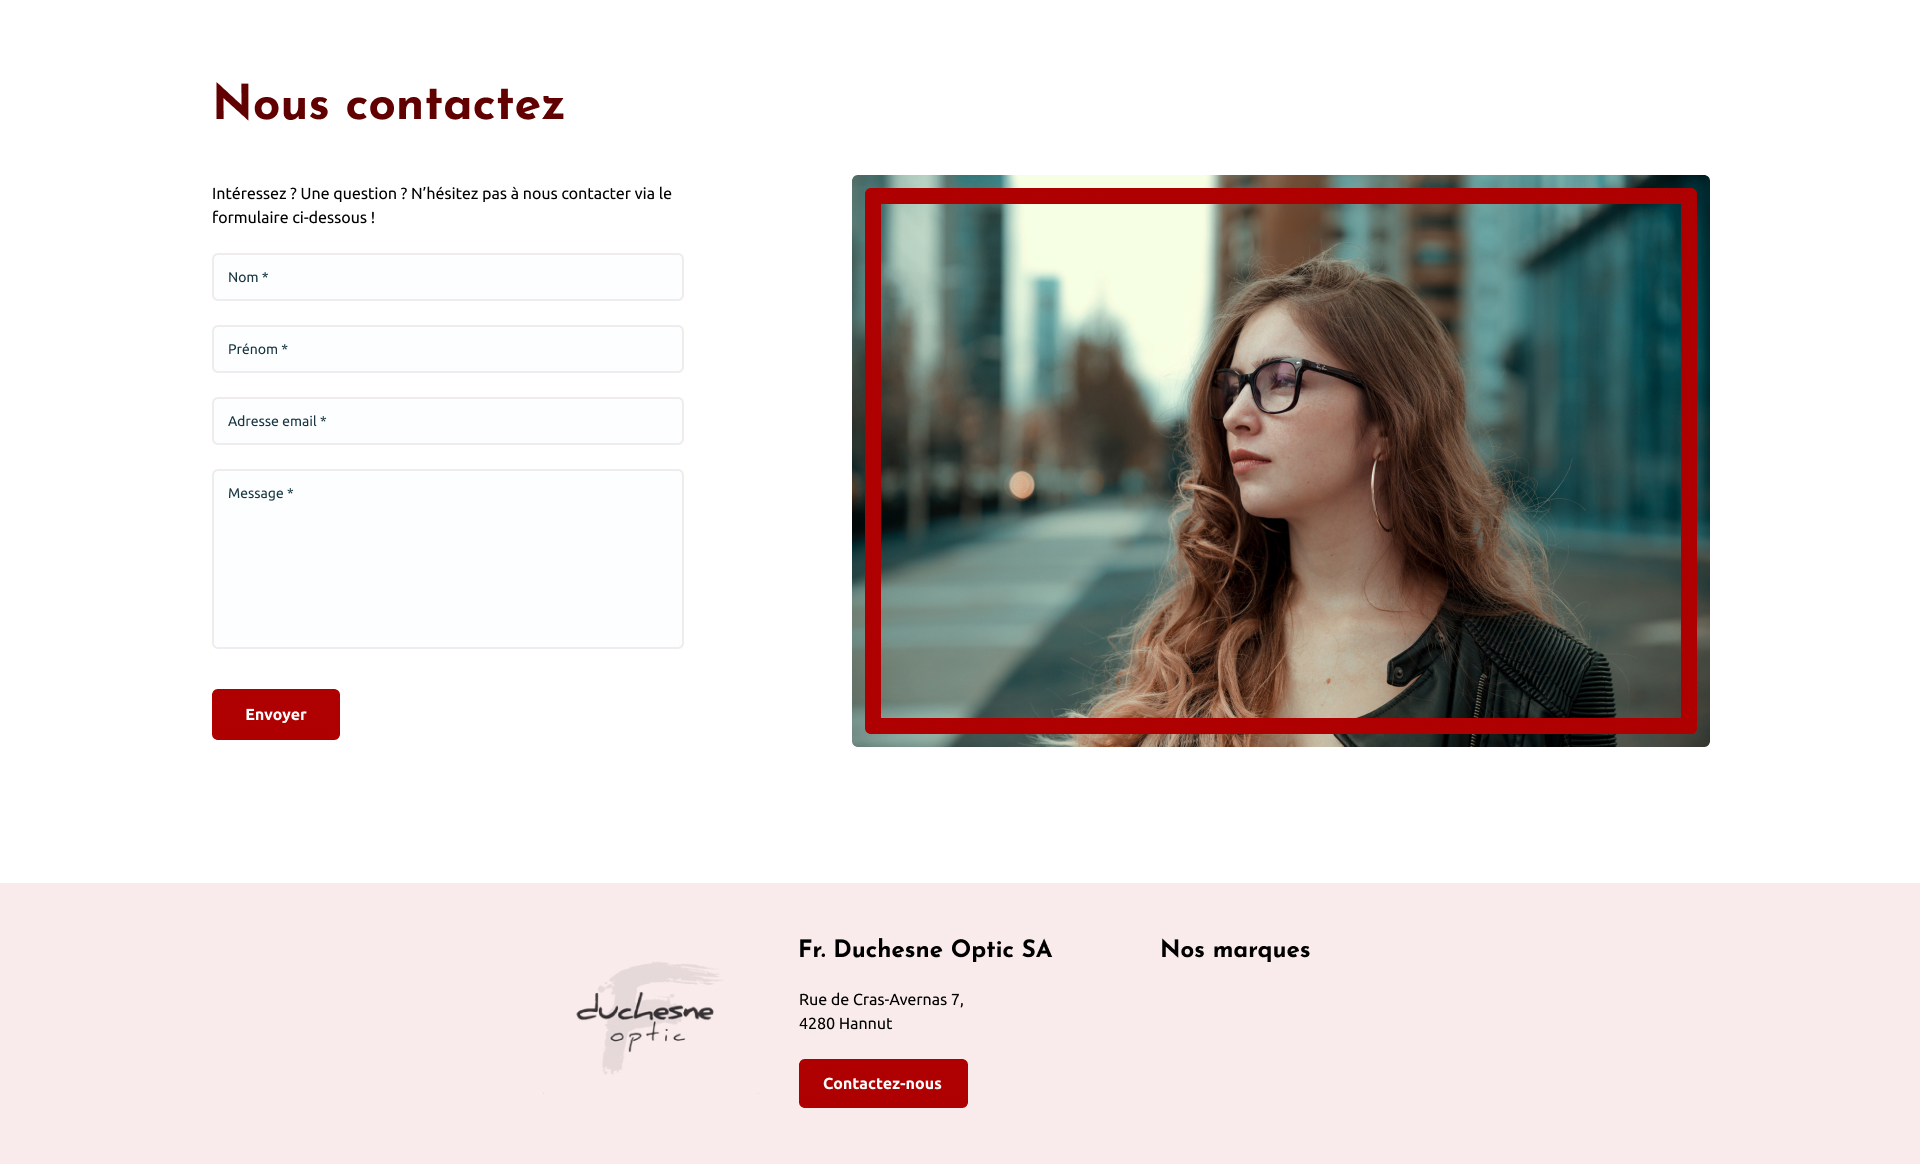 Nous contactez
Intéressez ? Une question ? N’hésitez pas à nous contacter via le
formulaire ci-dessous !
Nom *
Prénom *
Adresse email *
Message *
Envoyer
duchesne
optic
Fr. Duchesne Optic SA
Rue de Cras-Avernas 7,
4280 Hannut
Contactez-nous
Nos marques